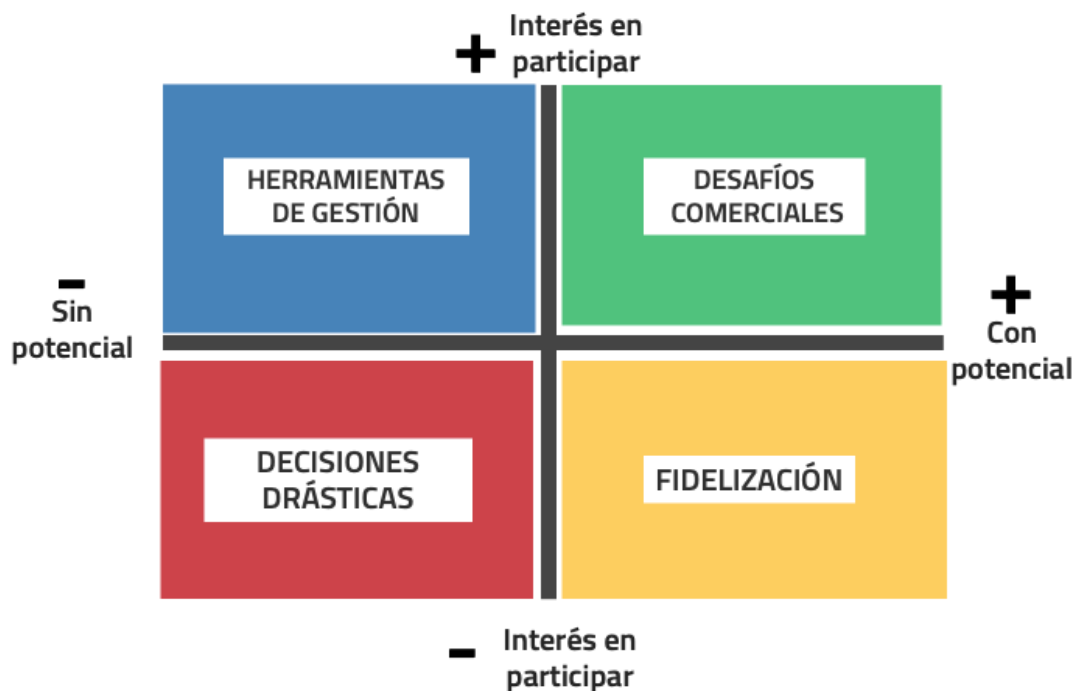 + Interés en
participar
HERRAMIENTAS
DE GESTIÓN
DESAFÍOS
COMERCIALES
-
Sin
potencial
+
Con
potencial
DECISIONES
DRÁSTICAS
FIDELIZACIÓN
- Interés en
participar